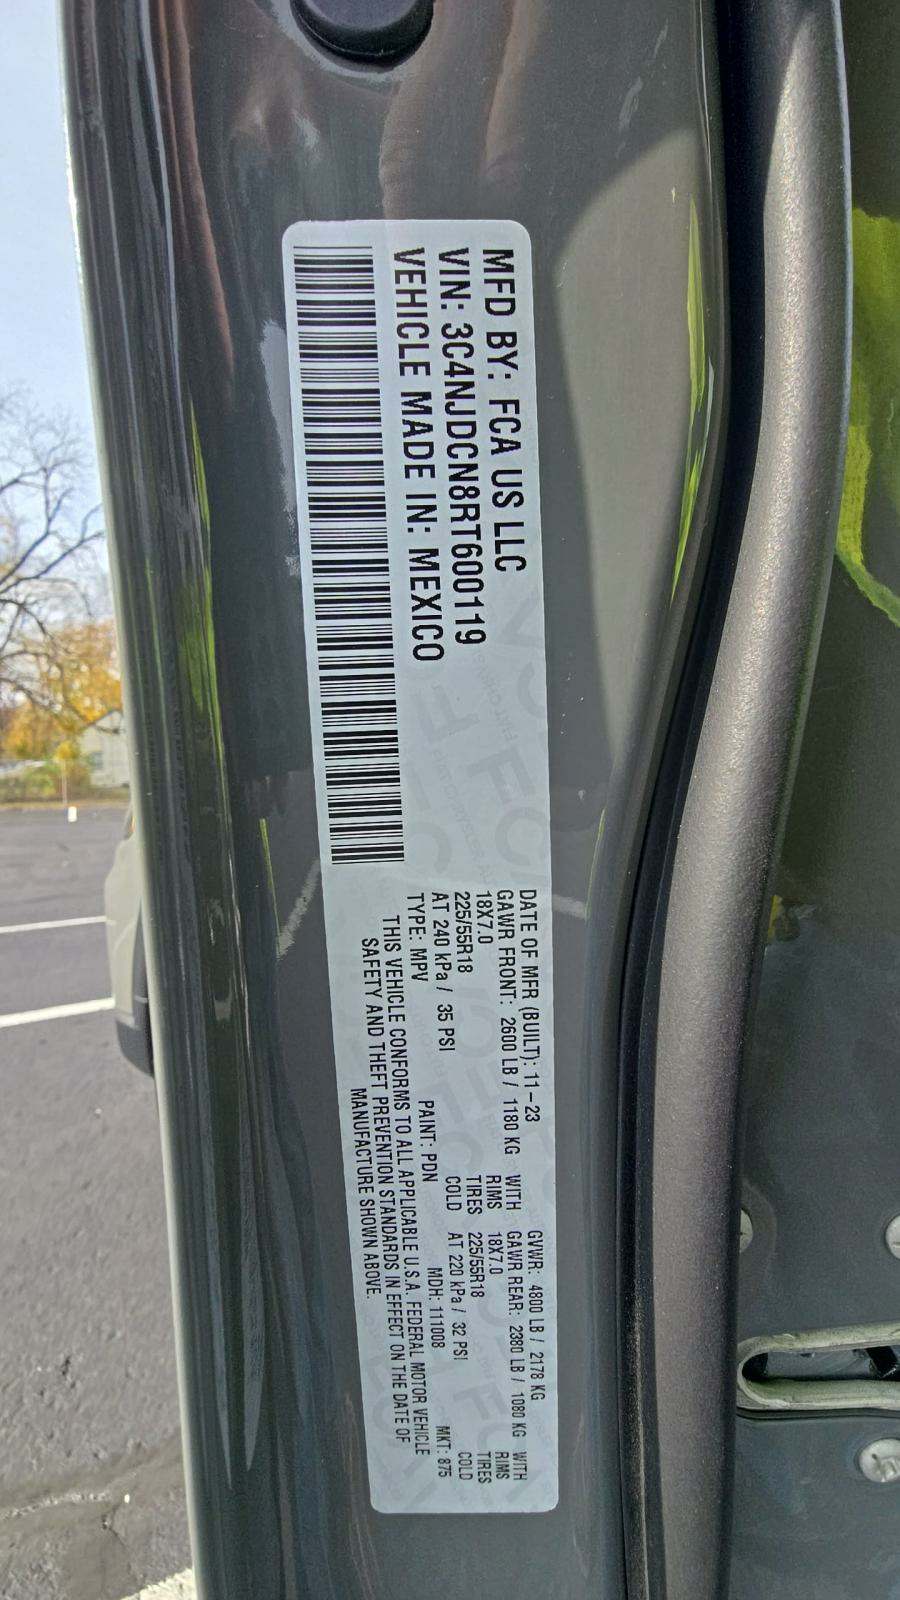 MFD BY: FCA US LLC
VIN: 3C4NJDCN8RT600119
VEHICLE MADE IN: MEXICO
DATE OF MFR (BUILT): 11-23 GVWR: 4800 LB / 2178 KG
GAWR FRONT: 2600 LB / 1180 KG WITH GAWR REAR: 2380 LB / 1080 KG WITH
18X7.0 RIMS 18X7.0 RIMS
225/55R18 TIRES 225/55R18 TIRES
AT 240 kPa / 35 PSI COLD AT 220 kPa / 32 PSI COLD
TYPE: MPV PAINT: PDN MDH: 111008 MKT: 875
THIS VEHICLE CONFORMS TO ALL APPLICABLE U.S.A. FEDERAL MOTOR VEHICLE
SAFETY AND THEFT PREVENTION STANDARDS IN EFFECT ON THE DATE OF
MANUFACTURE SHOWN ABOVE.